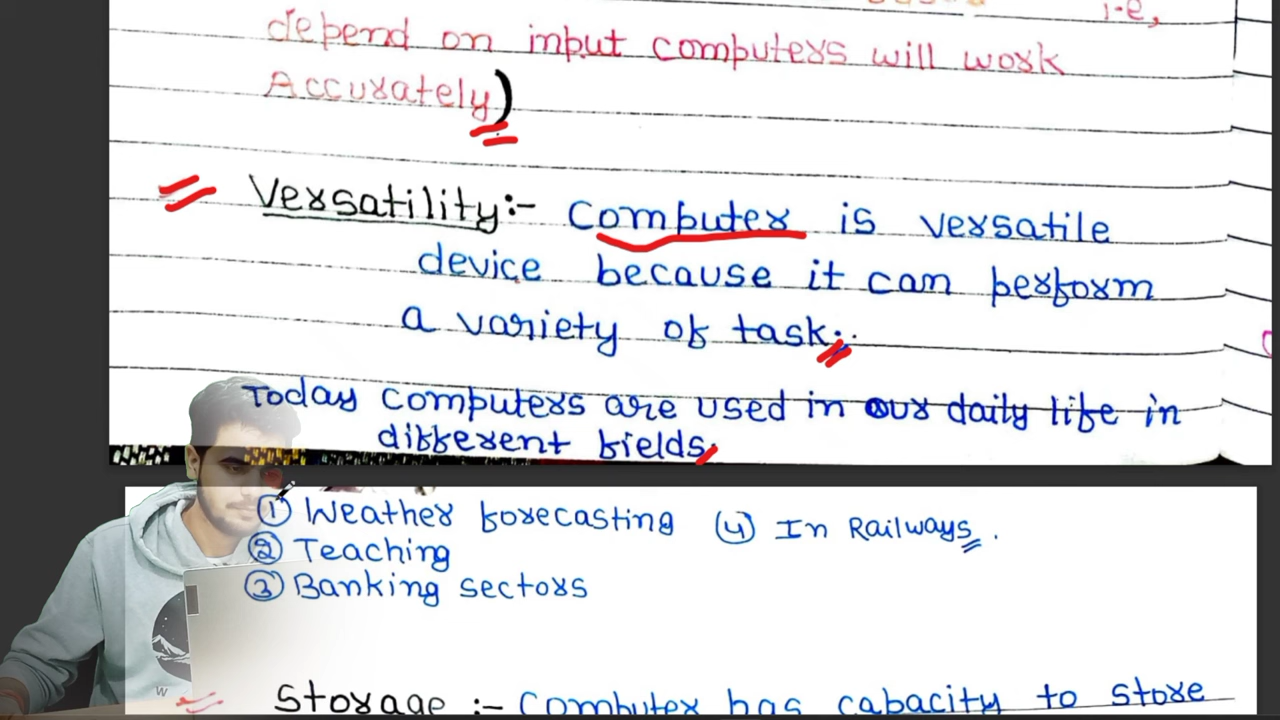 i.e,
depend on input computers will work
Accurately)
Versatility:- Computer is versatile
device because it can perform
a variety of task;.
Today computers are used in our daily life in
different fields.
① Weather forecasting ④ In Railways.
② Teaching
③ Banking sectors
Storage :- Computer has capacity to store
W